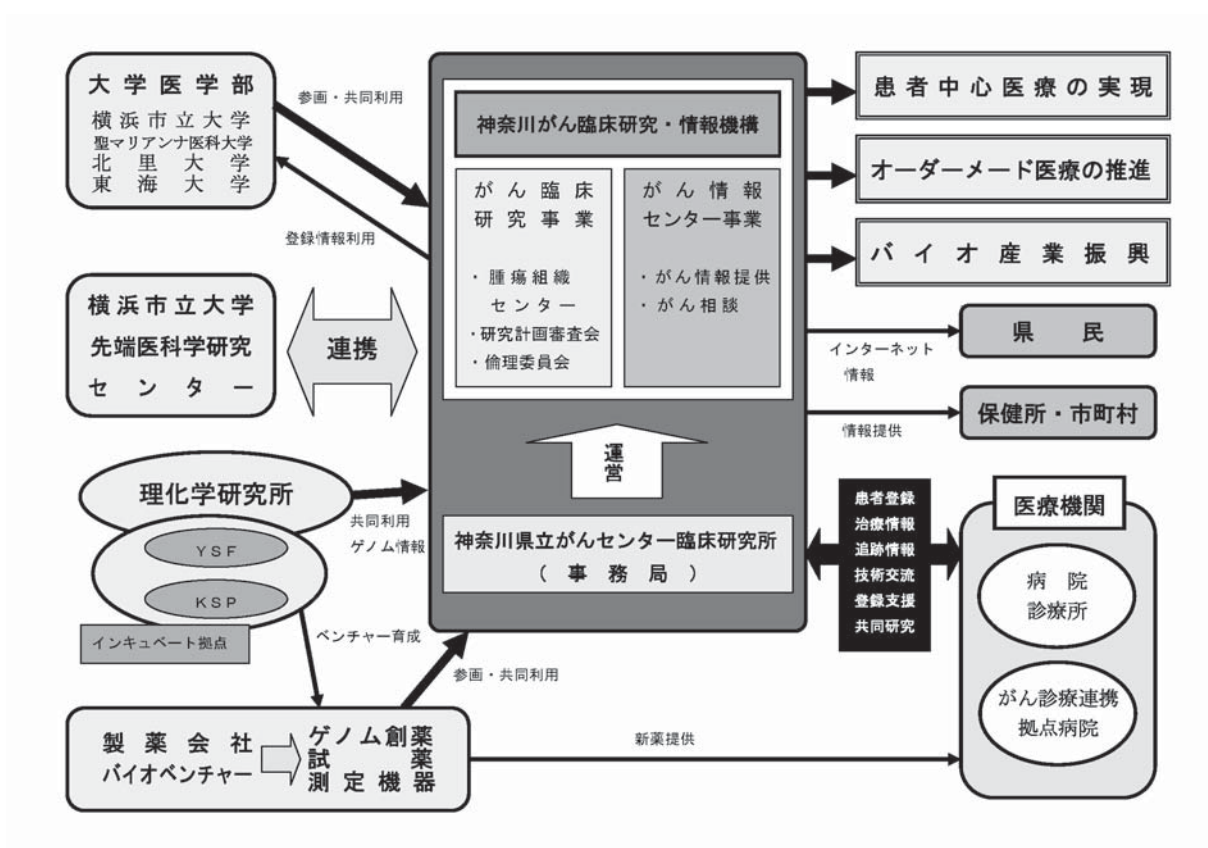 大学医学部
横浜市立大学
聖マリアンナ医科大学
北里大学
東海大学
参画・共同利用
登録情報利用
横浜市立大学
先端医科学研究
センター
連携
理化学研究所
YSF
KSP
インキュベート拠点
共同利用
ゲノム情報
ベンチャー育成
参画・共同利用
製薬会社
バイオベンチャー
ゲノム創薬
試薬
測定機器
新薬提供
神奈川がん臨床研究・情報機構
がん臨床
研究事業
・腫瘍組織
センター
・研究計画審査会
・倫理委員会
がん情報
センター事業
・がん情報提供
・がん相談
運営
神奈川県立がんセンター臨床研究所
(事務局)
患者中心医療の実現
オーダーメード医療の推進
バイオ産業振興
県民
インターネット
情報
保健所・市町村
情報提供
患者登録
治療情報
追跡情報
技術交流
登録支援
共同研究
医療機関
病院
診療所
がん診療連携
拠点病院